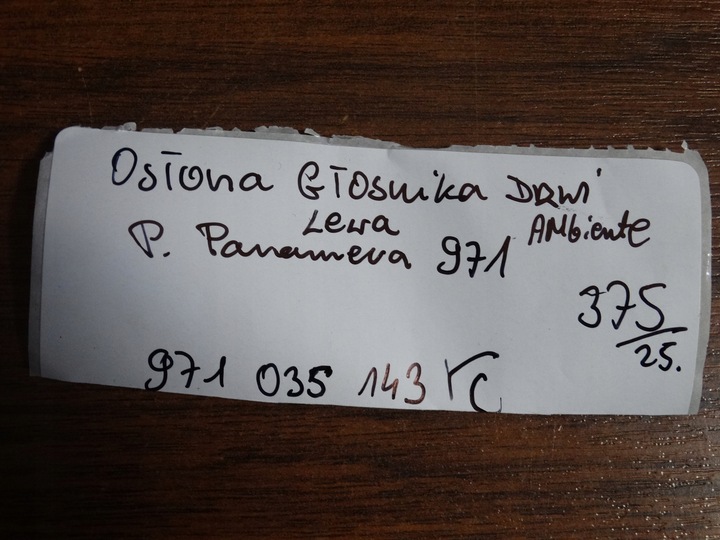 Osłona Głośnika Drzwi
Lewa Ambiente
P. Panamera 971
375/25.
971 035 143